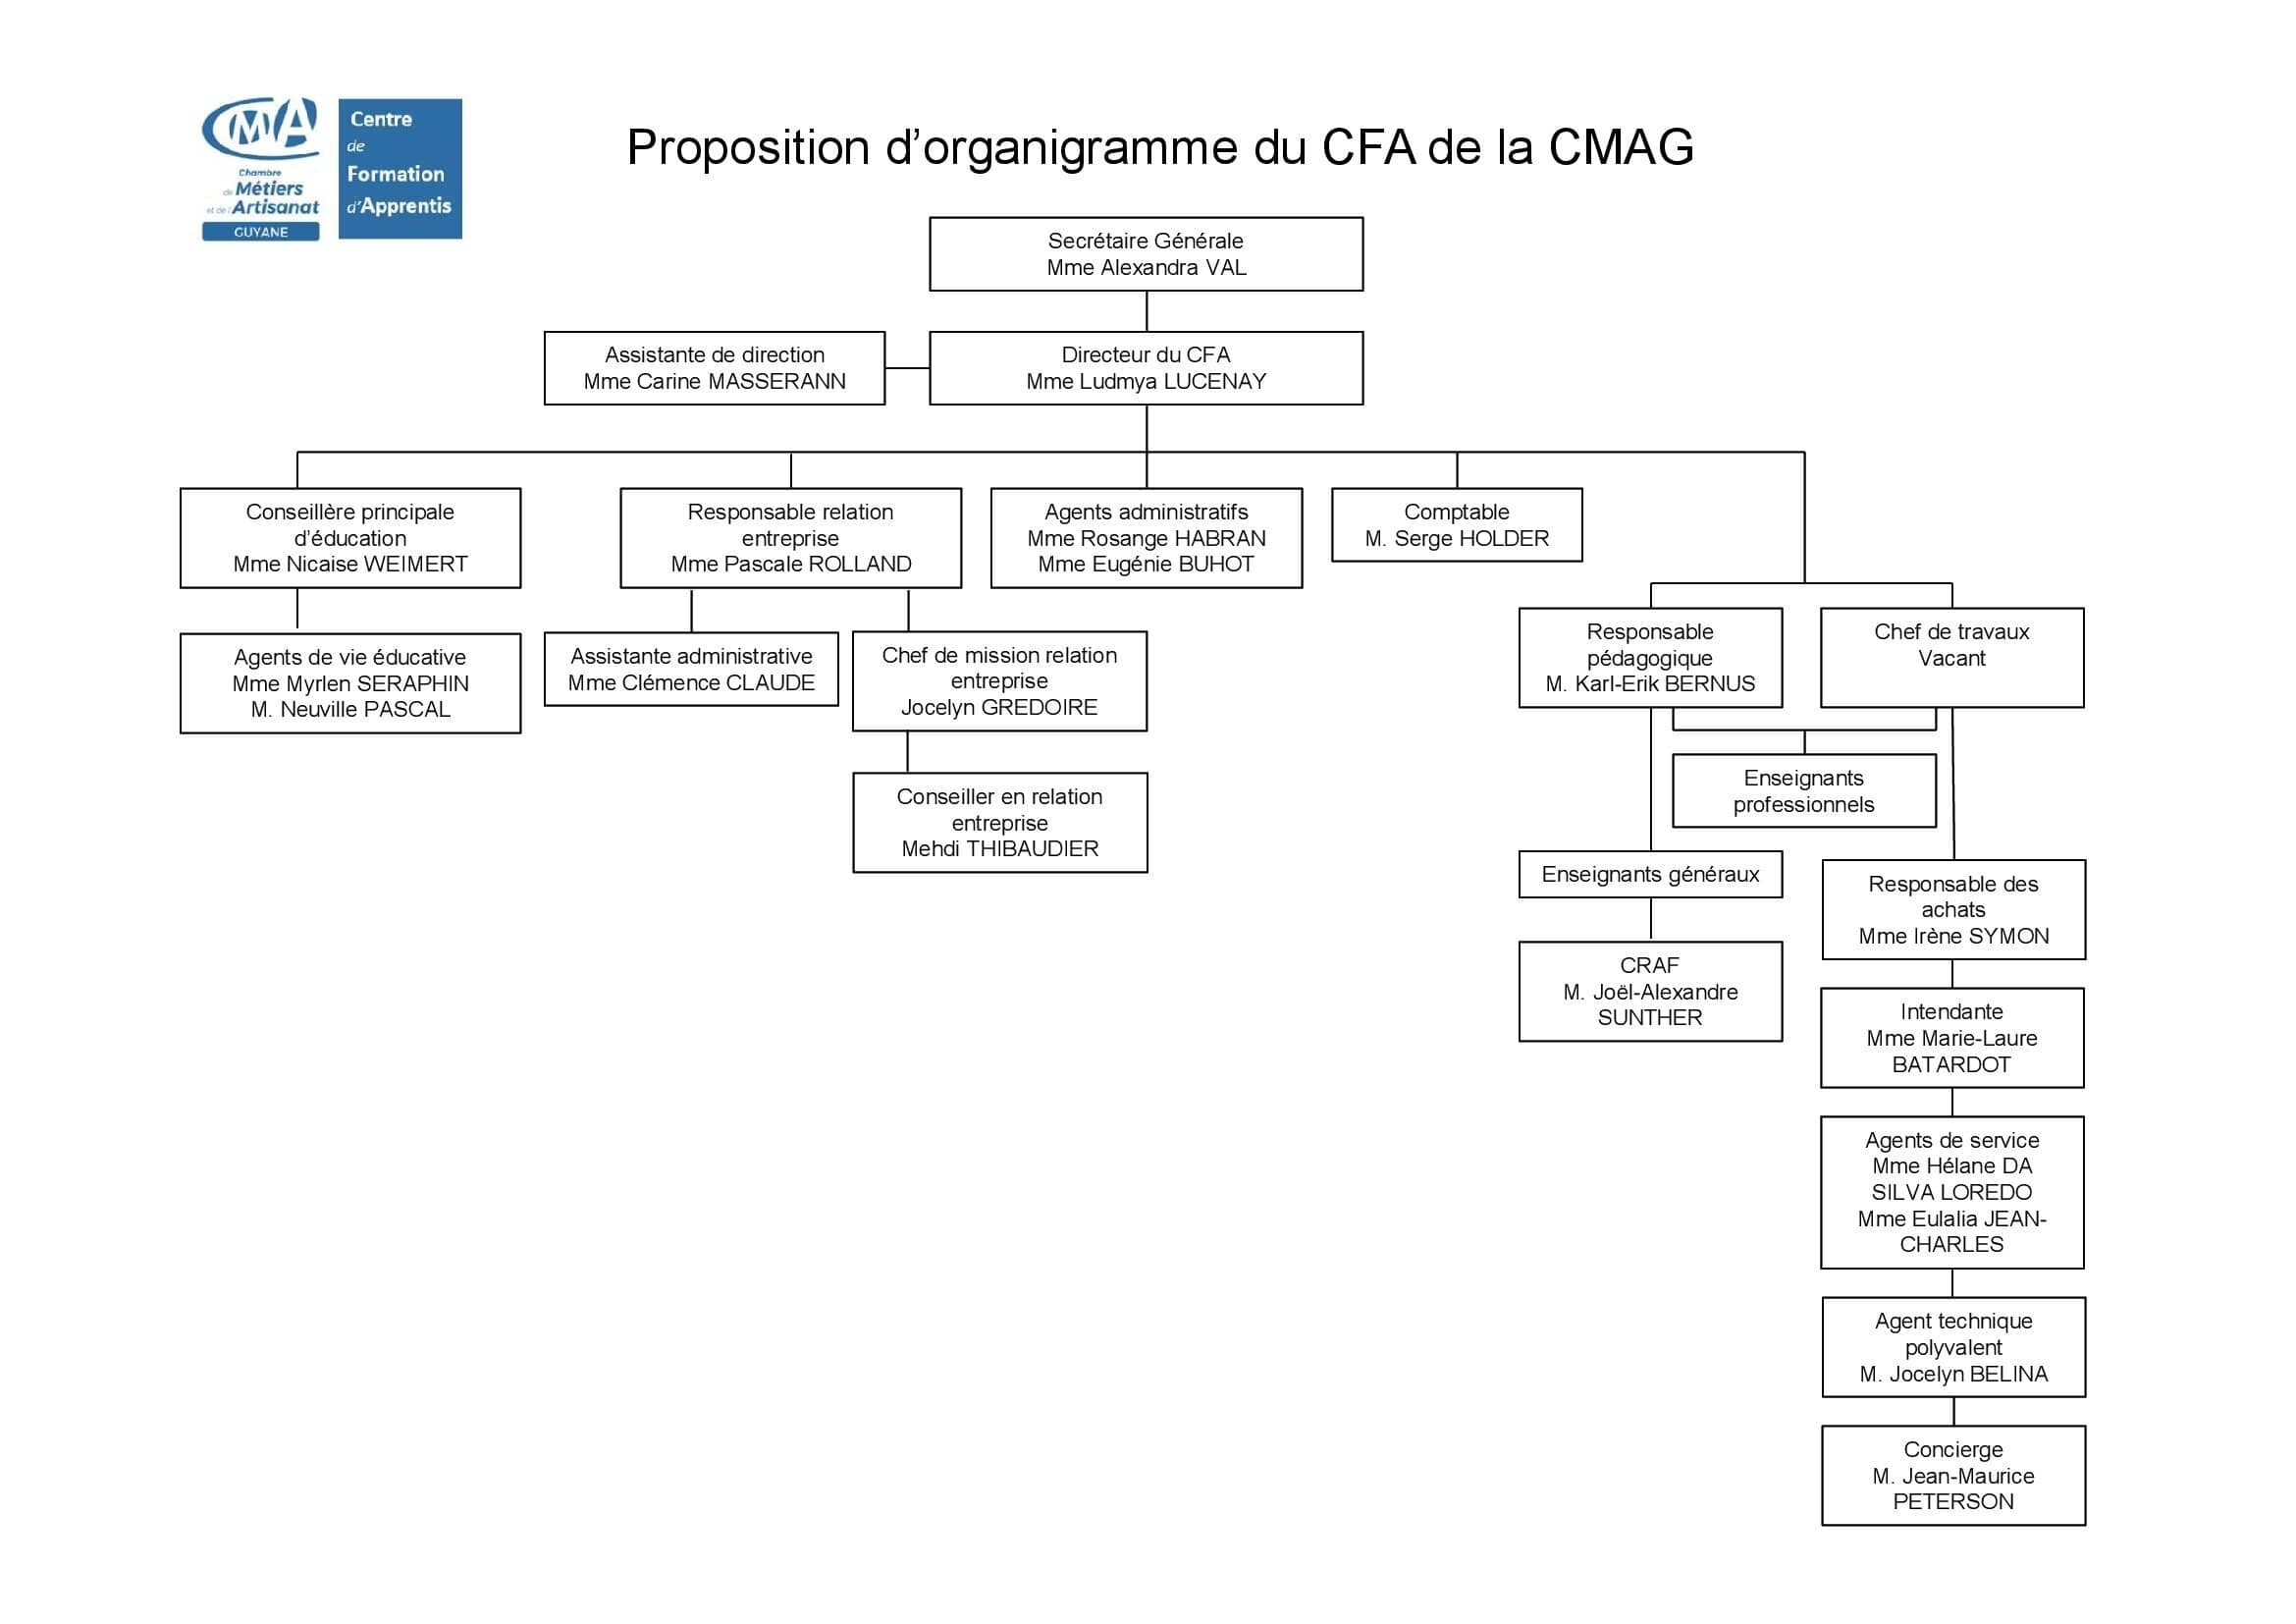 CMA
Chambre
de Métiers
et de l'Artisanat
GUYANE
Centre
de
Formation
d'Apprentis
Proposition d’organigramme du CFA de la CMAG
Secrétaire Générale
Mme Alexandra VAL
Assistante de direction
Mme Carine MASSERANN
Directeur du CFA
Mme Ludmya LUCENAY
Conseillère principale
d’éducation
Mme Nicaise WEIMERT
Responsable relation
entreprise
Mme Pascale ROLLAND
Agents administratifs
Mme Rosange HABRAN
Mme Eugénie BUHOT
Comptable
M. Serge HOLDER
Agents de vie éducative
Mme Myrlen SERAPHIN
M. Neuville PASCAL
Assistante administrative
Mme Clémence CLAUDE
Chef de mission relation
entreprise
Jocelyn GREDOIRE
Conseiller en relation
entreprise
Mehdi THIBAUDIER
Responsable
pédagogique
M. Karl-Erik BERNUS
Chef de travaux
Vacant
Enseignants
professionnels
Enseignants généraux
CRAF
M. Joël-Alexandre
SUNTHER
Responsable des
achats
Mme Irène SYMON
Intendante
Mme Marie-Laure
BATARDOT
Agents de service
Mme Hélane DA
SILVA LOREDO
Mme Eulalia JEAN-
CHARLES
Agent technique
polyvalent
M. Jocelyn BELINA
Concierge
M. Jean-Maurice
PETERSON